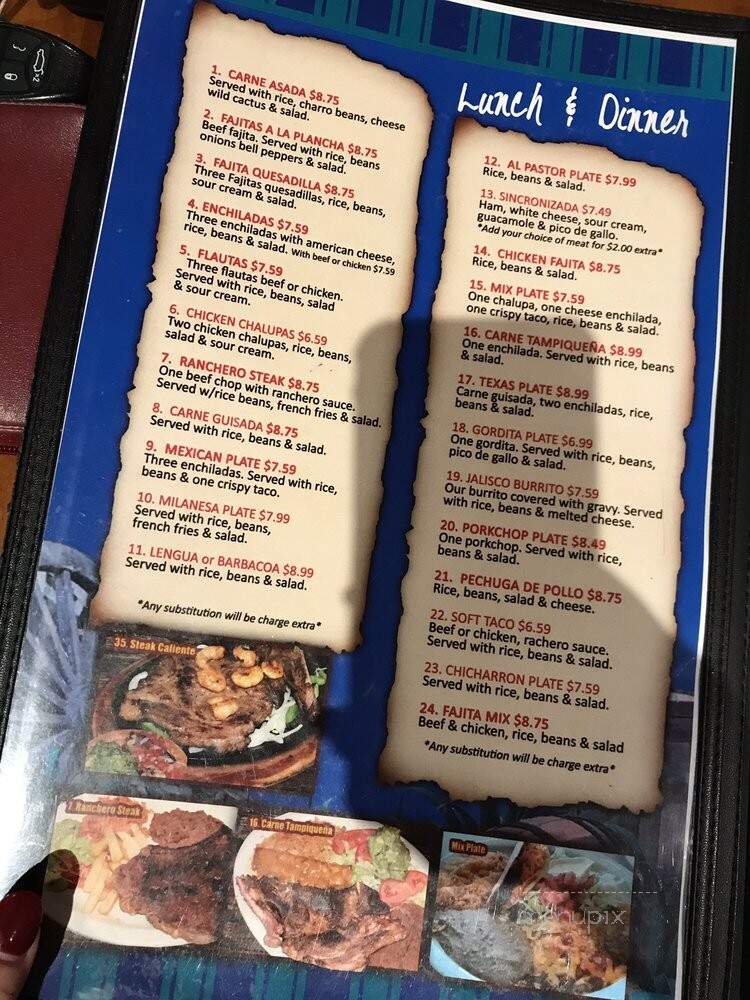 Lunch & Dinner
1. CARNE ASADA $8.75
Served with rice, charro beans, cheese
wild cactus & salad.
2. FAJITAS A LA PLANCHA $8.75
Beef fajita. Served with rice, beans
onions bell peppers & salad.
3. FAJITA QUESADILLA $8.75
Three Fajitas quesadillas, rice, beans,
sour cream & salad.
4. ENCHILADAS $7.59
Three enchiladas with american cheese,
rice, beans & salad. With beef or chicken $7.59
5. FLAUTAS $7.59
Three flautas beef or chicken.
Served with rice, beans, salad
& sour cream.
6. CHICKEN CHALUPAS $6.59
Two chicken chalupas, rice, beans,
salad & sour cream.
7. RANCHERO STEAK $8.75
One beef chop with ranchero sauce.
Served w/rice beans, french fries & salad.
8. CARNE GUISADA $8.75
Served with rice, beans & salad.
9. MEXICAN PLATE $7.59
Three enchiladas. Served with rice,
beans & one crispy taco.
10. MILANESA PLATE $7.99
Served with rice, beans,
french fries & salad.
11. LENGUA or BARBACOA $8.99
Served with rice, beans & salad.
*Any substitution will be charge extra*
12. AL PASTOR PLATE $7.99
Rice, beans & salad.
13. SINCRONIZADA $7.49
Ham, white cheese, sour cream,
guacamole & pico de gallo.
*Add your choice of meat for $2.00 extra*
14. CHICKEN FAJITA $8.75
Rice, beans & salad.
15. MIX PLATE $7.59
One chalupa, one cheese enchilada,
one crispy taco, rice, beans & salad.
16. CARNE TAMPIQUEÑA $8.99
One enchilada. Served with rice, beans
& salad.
17. TEXAS PLATE $8.99
Carne guisada, two enchiladas, rice,
beans & salad.
18. GORDITA PLATE $6.99
One gordita. Served with rice, beans,
pico de gallo & salad.
19. JALISCO BURRITO $7.59
Our burrito covered with gravy. Served
with rice, beans & melted cheese.
20. PORKCHOP PLATE $8.49
One porkchop. Served with rice,
beans & salad.
21. PECHUGA DE POLLO $8.75
Rice, beans, salad & cheese.
22. SOFT TACO $6.59
Beef or chicken, rachero sauce.
Served with rice, beans & salad.
23. CHICHARRON PLATE $7.59
Served with rice, beans & salad.
24. FAJITA MIX $8.75
Beef & chicken, rice, beans & salad
*Any substitution will be charge extra*
35. Steak Caliente
7. Ranchero Steak
16. Carne Tampiqueña
Mix Plate
menupix
x2